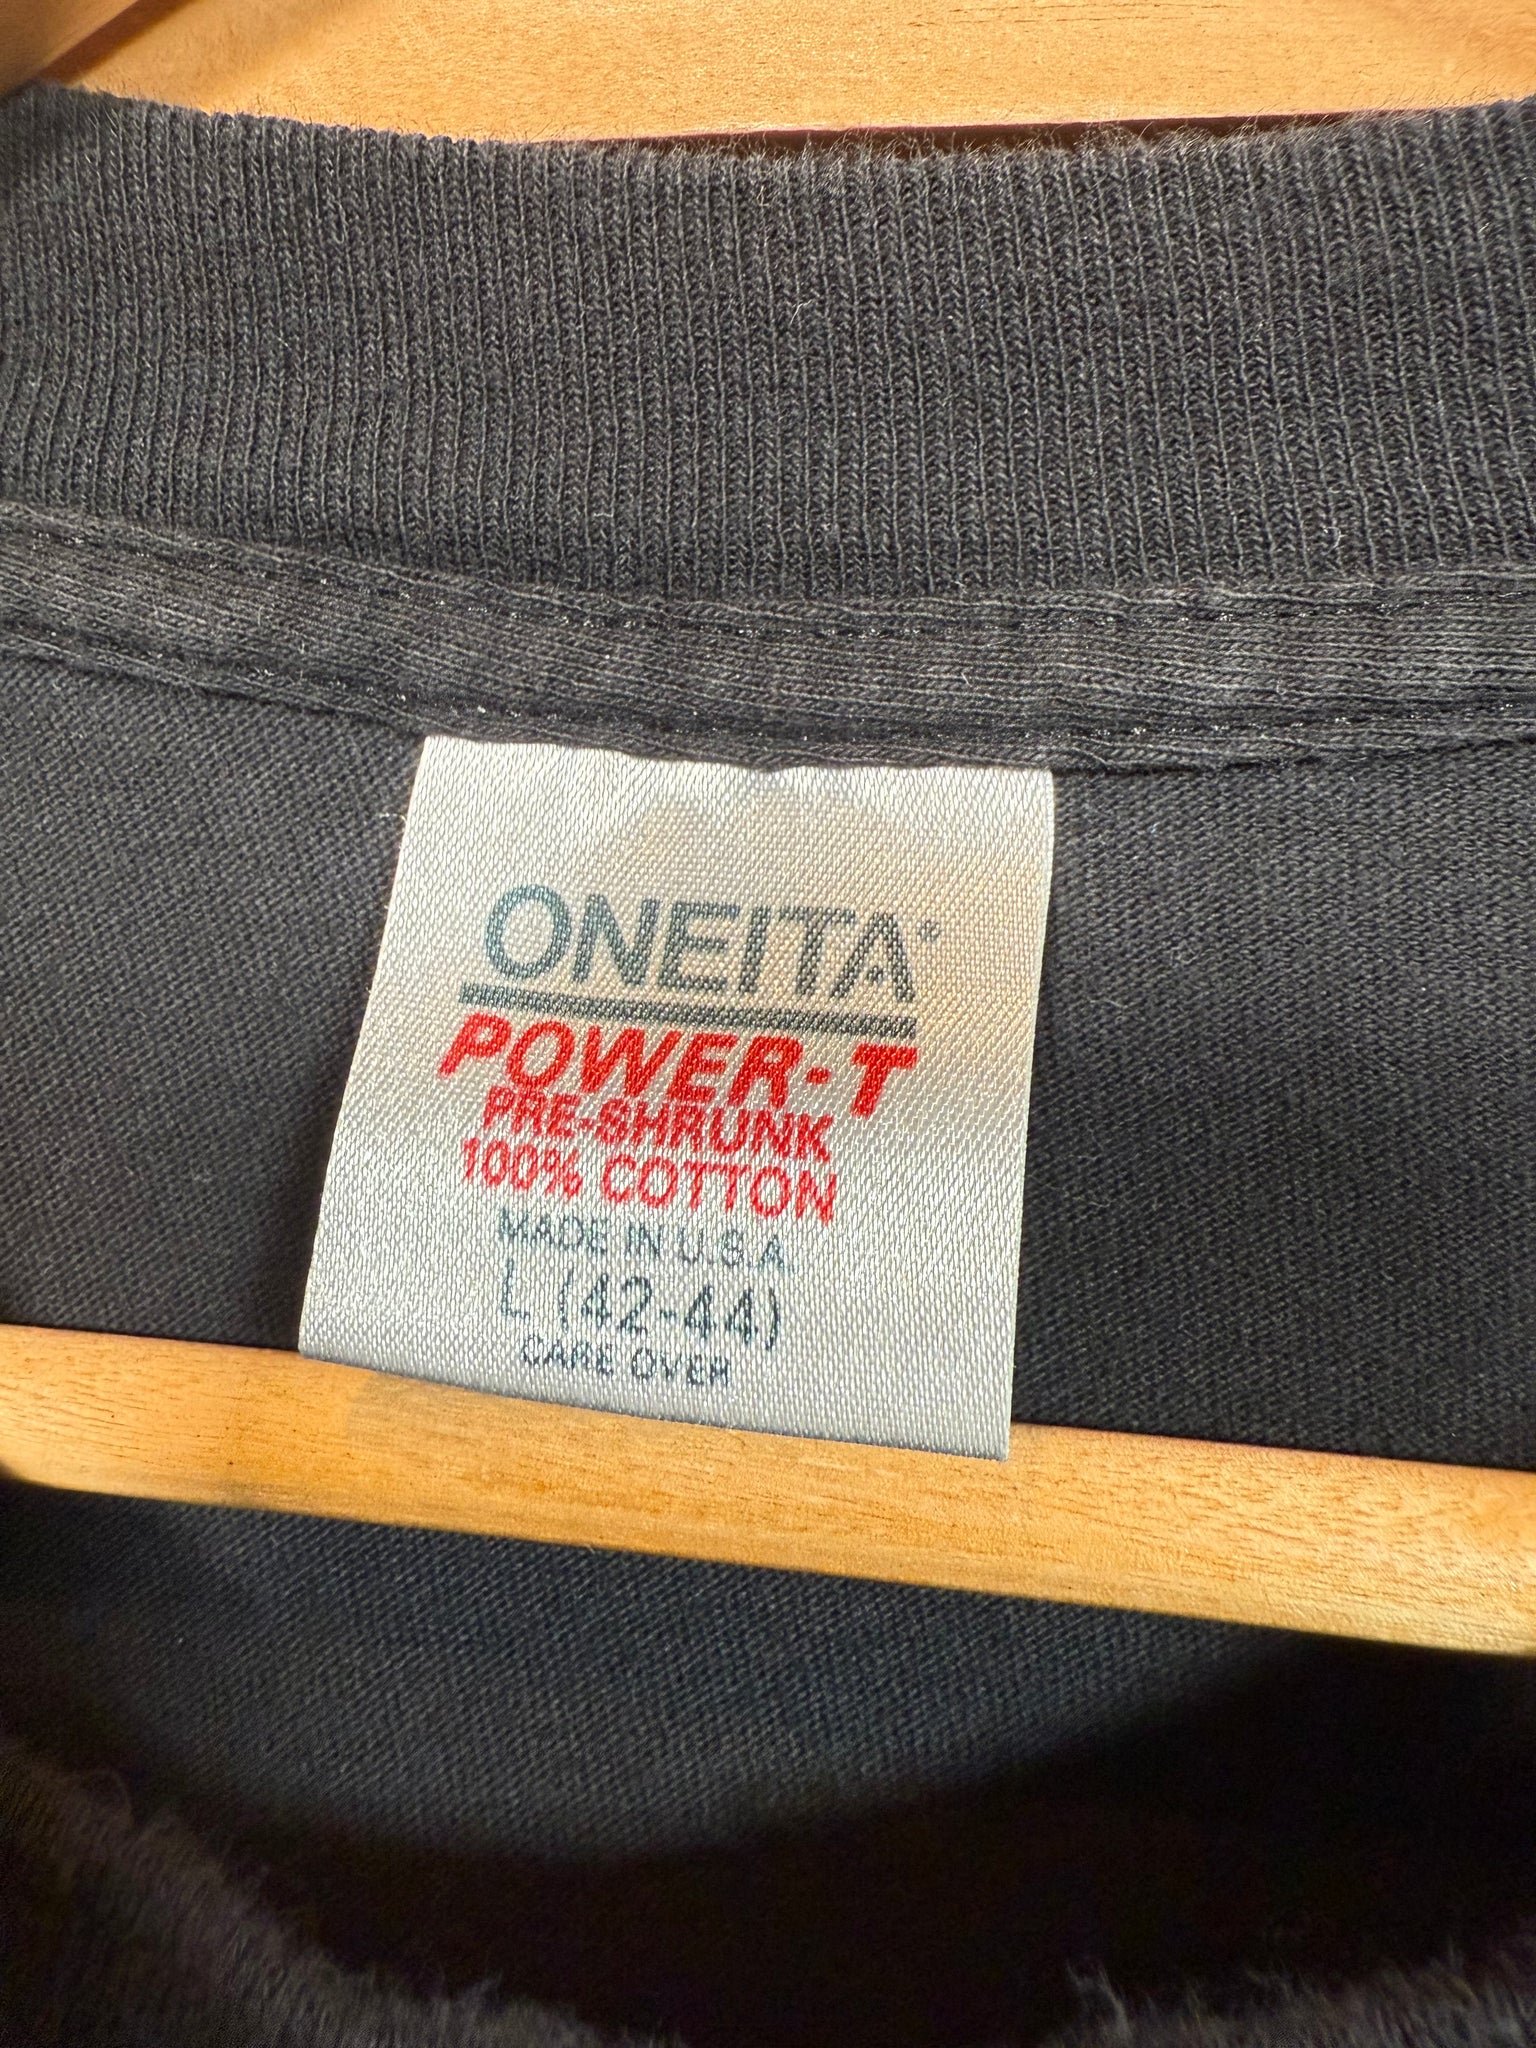 ONEITA®
POWER-T
PRE-SHRUNK
100% COTTON
MADE IN U.S.A.
L (42-44)
CARE OVER